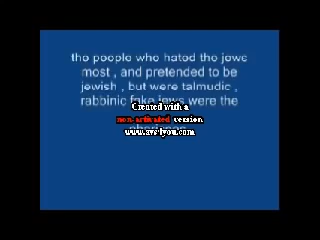 the people who hated the jews
most , and pretended to be
jewish , but were talmudic ,
rabbinic fake jews were the
Created with a
non-activated version
www.avs4you.com